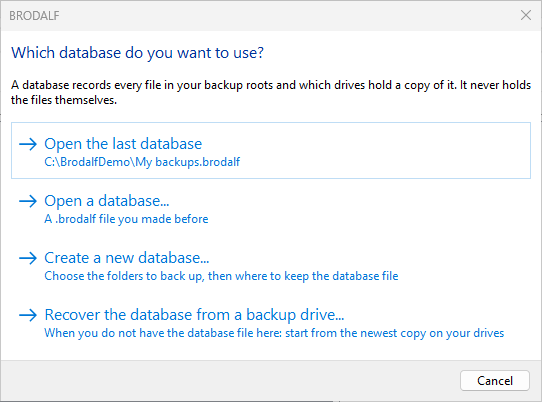 BRODALF
Which database do you want to use?
A database records every file in your backup roots and which drives hold a copy of it. It never holds
the files themselves.
Open the last database
C:\BrodalfDemo\My backups.brodalf
Open a database...
A .brodalf file you made before
Create a new database...
Choose the folders to back up, then where to keep the database file
Recover the database from a backup drive...
When you do not have the database file here: start from the newest copy on your drives
Cancel